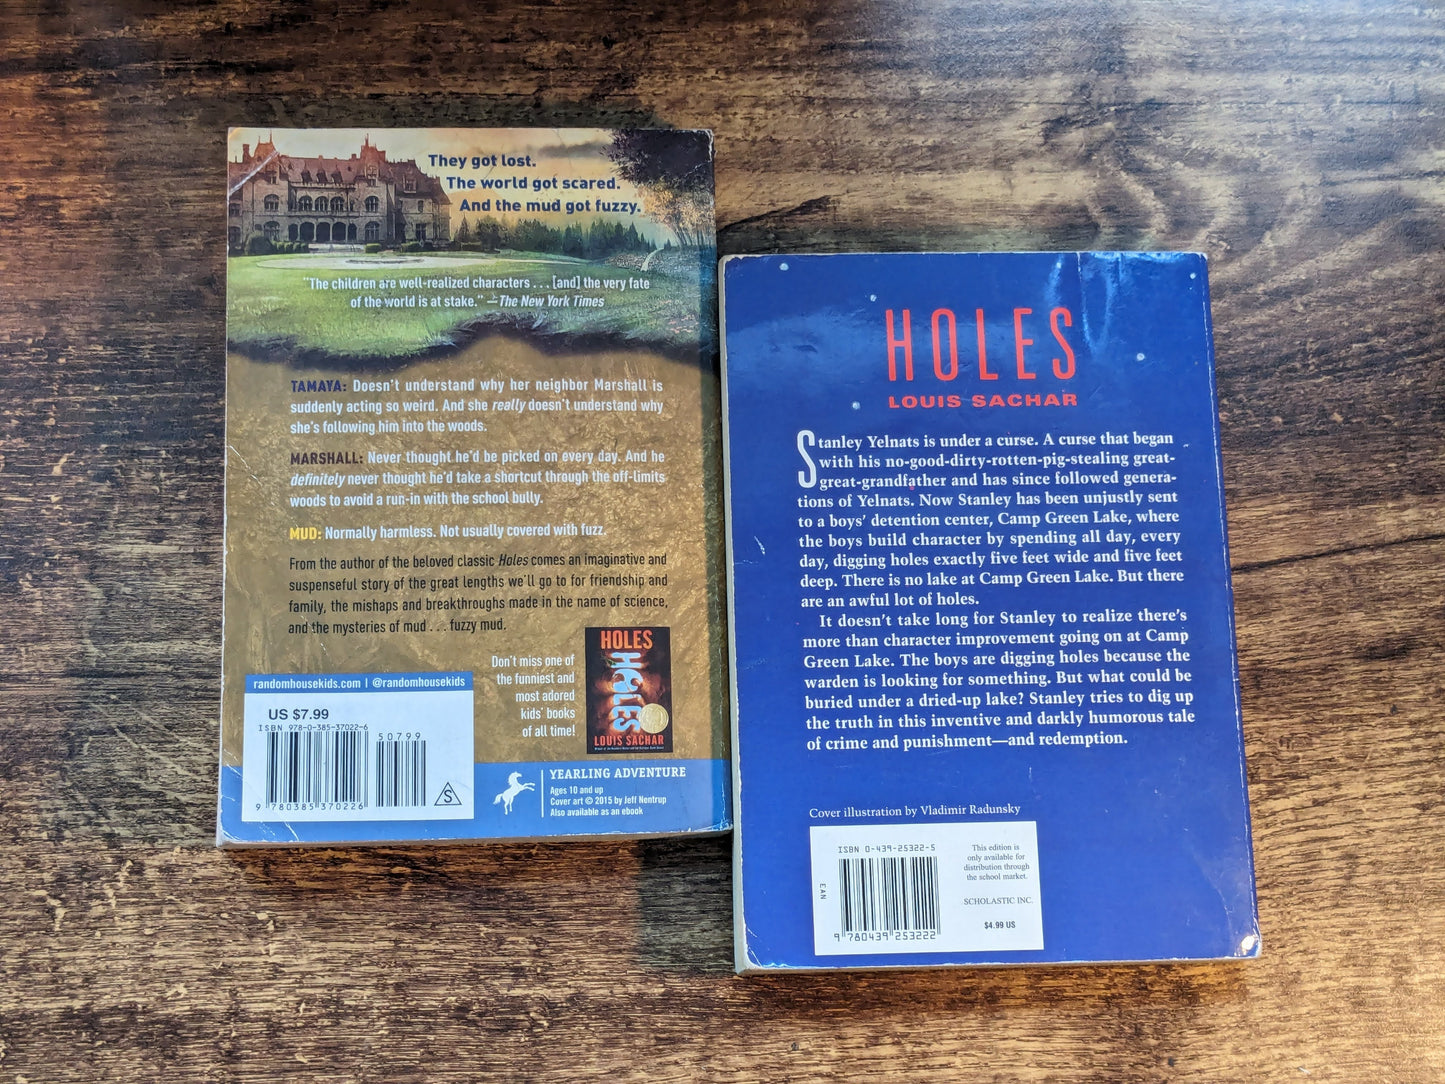 They got lost.
The world got scared.
And the mud got fuzzy.
"The children are well-realized characters . . . [and] the very fate
of the world is at stake." —The New York Times
TAMAYA: Doesn't understand why her neighbor Marshall is
suddenly acting so weird. And she really doesn't understand why
she's following him into the woods.
MARSHALL: Never thought he'd be picked on every day. And he
definitely never thought he'd take a shortcut through the off-limits
woods to avoid a run-in with the school bully.
MUD: Normally harmless. Not usually covered with fuzz.
From the author of the beloved classic Holes comes an imaginative and
suspenseful story of the great lengths we'll go to for friendship and
family, the mishaps and breakthroughs made in the name of science,
and the mysteries of mud . . . fuzzy mud.
Don't miss one of
the funniest and
most adored
kids' books
of all time!
HOLES
HOLES
LOUIS SACHAR
randomhousekids.com | @randomhousekids
US $7.99
ISBN 978-0-385-37022-6
50799
9 780385 370226
S
YEARLING ADVENTURE
Ages 10 and up
Cover art © 2015 by Jeff Nentrup
Also available as an ebook
HOLES
LOUIS SACHAR
Stanley Yelnats is under a curse. A curse that began
with his no-good-dirty-rotten-pig-stealing great-
great-grandfather and has since followed genera-
tions of Yelnats. Now Stanley has been unjustly sent
to a boys' detention center, Camp Green Lake, where
the boys build character by spending all day, every
day, digging holes exactly five feet wide and five feet
deep. There is no lake at Camp Green Lake. But there
are an awful lot of holes.
It doesn't take long for Stanley to realize there's
more than character improvement going on at Camp
Green Lake. The boys are digging holes because the
warden is looking for something. But what could be
buried under a dried-up lake? Stanley tries to dig up
the truth in this inventive and darkly humorous tale
of crime and punishment—and redemption.
Cover illustration by Vladimir Radunsky
ISBN 0-439-25322-5
EAN
9 780439 253222
This edition is
only available for
distribution through
the school market.
SCHOLASTIC INC.
$4.99 US